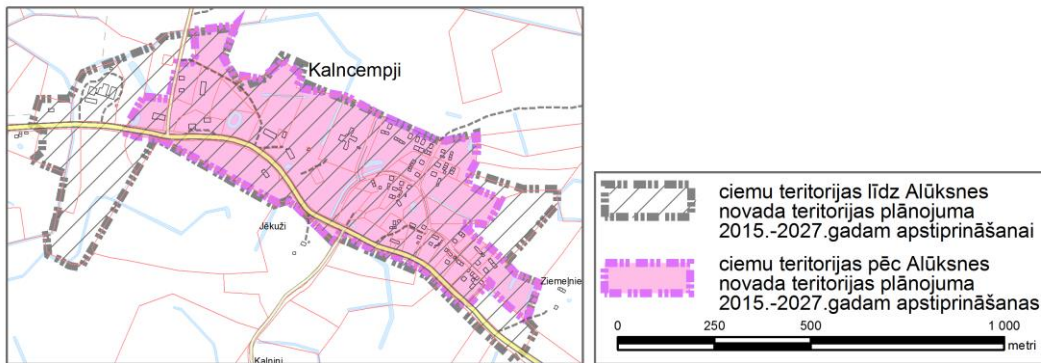 Kalncempji
Jēkuži
Ziemeļnie
Kalniņi
ciemu teritorijas līdz Alūksnes
novada teritorijas plānojuma
2015.-2027.gadam apstiprināšanai
ciemu teritorijas pēc Alūksnes
novada teritorijas plānojuma
2015.-2027.gadam apstiprināšanas
0 250 500 1 000
metri